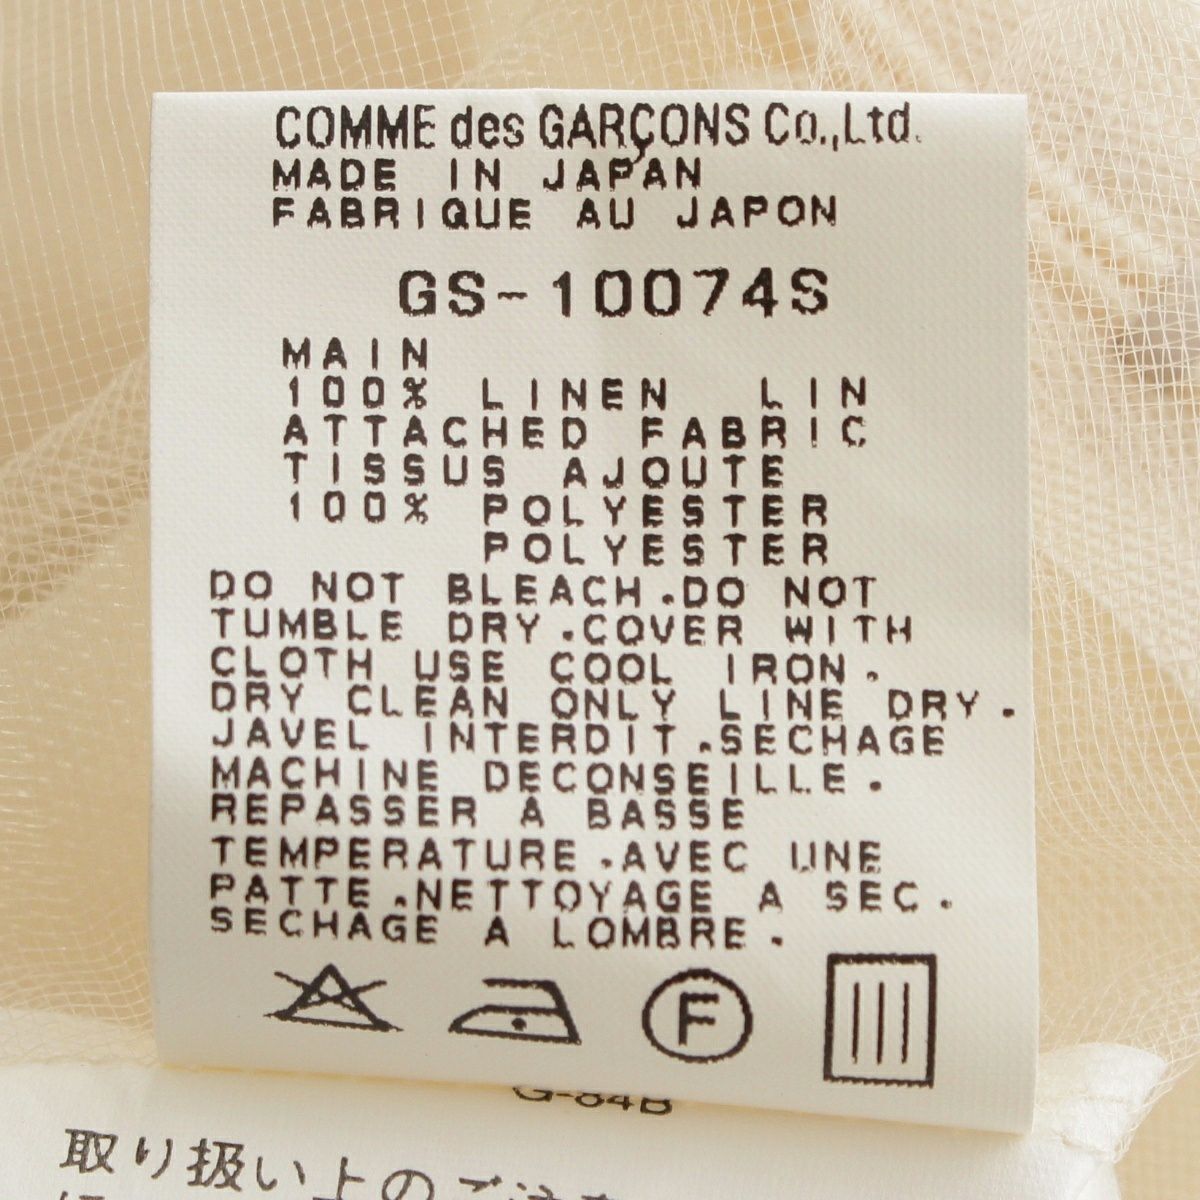 COMME des GARÇONS Co.,Ltd.
MADE IN JAPAN
FABRIQUE AU JAPON
GS-10074S
MAIN
100% LINEN LIN
ATTACHED FABRIC
TISSUS AJOUTE
100% POLYESTER
POLYESTER
DO NOT BLEACH.DO NOT
TUMBLE DRY.COVER WITH
CLOTH USE COOL IRON.
DRY CLEAN ONLY LINE DRY.
JAVEL INTERDIT.SECHAGE
MACHINE DECONSEILLE.
REPASSER A BASSE
TEMPERATURE.AVEC UNE
PATTE.NETTOYAGE A SEC.
SECHAGE A LOMBRE.
F
G-84B
取り扱い上のご注意